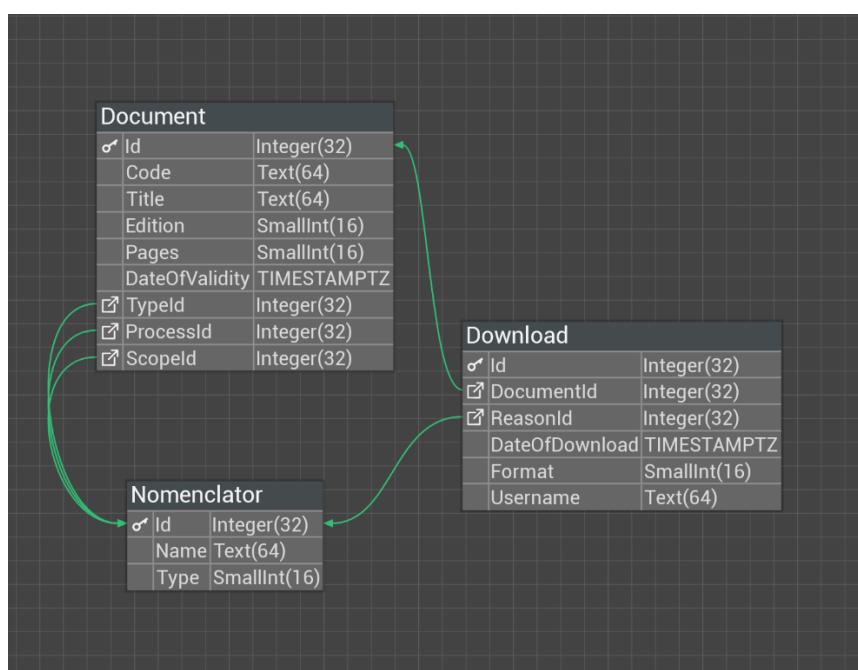 Document
Id Integer(32)
Code Text(64)
Title Text(64)
Edition SmallInt(16)
Pages SmallInt(16)
DateOfValidity TIMESTAMPTZ
TypeId Integer(32)
ProcessId Integer(32)
ScopeId Integer(32)
Download
Id Integer(32)
DocumentId Integer(32)
ReasonId Integer(32)
DateOfDownload TIMESTAMPTZ
Format SmallInt(16)
Username Text(64)
Nomenclator
Id Integer(32)
Name Text(64)
Type SmallInt(16)